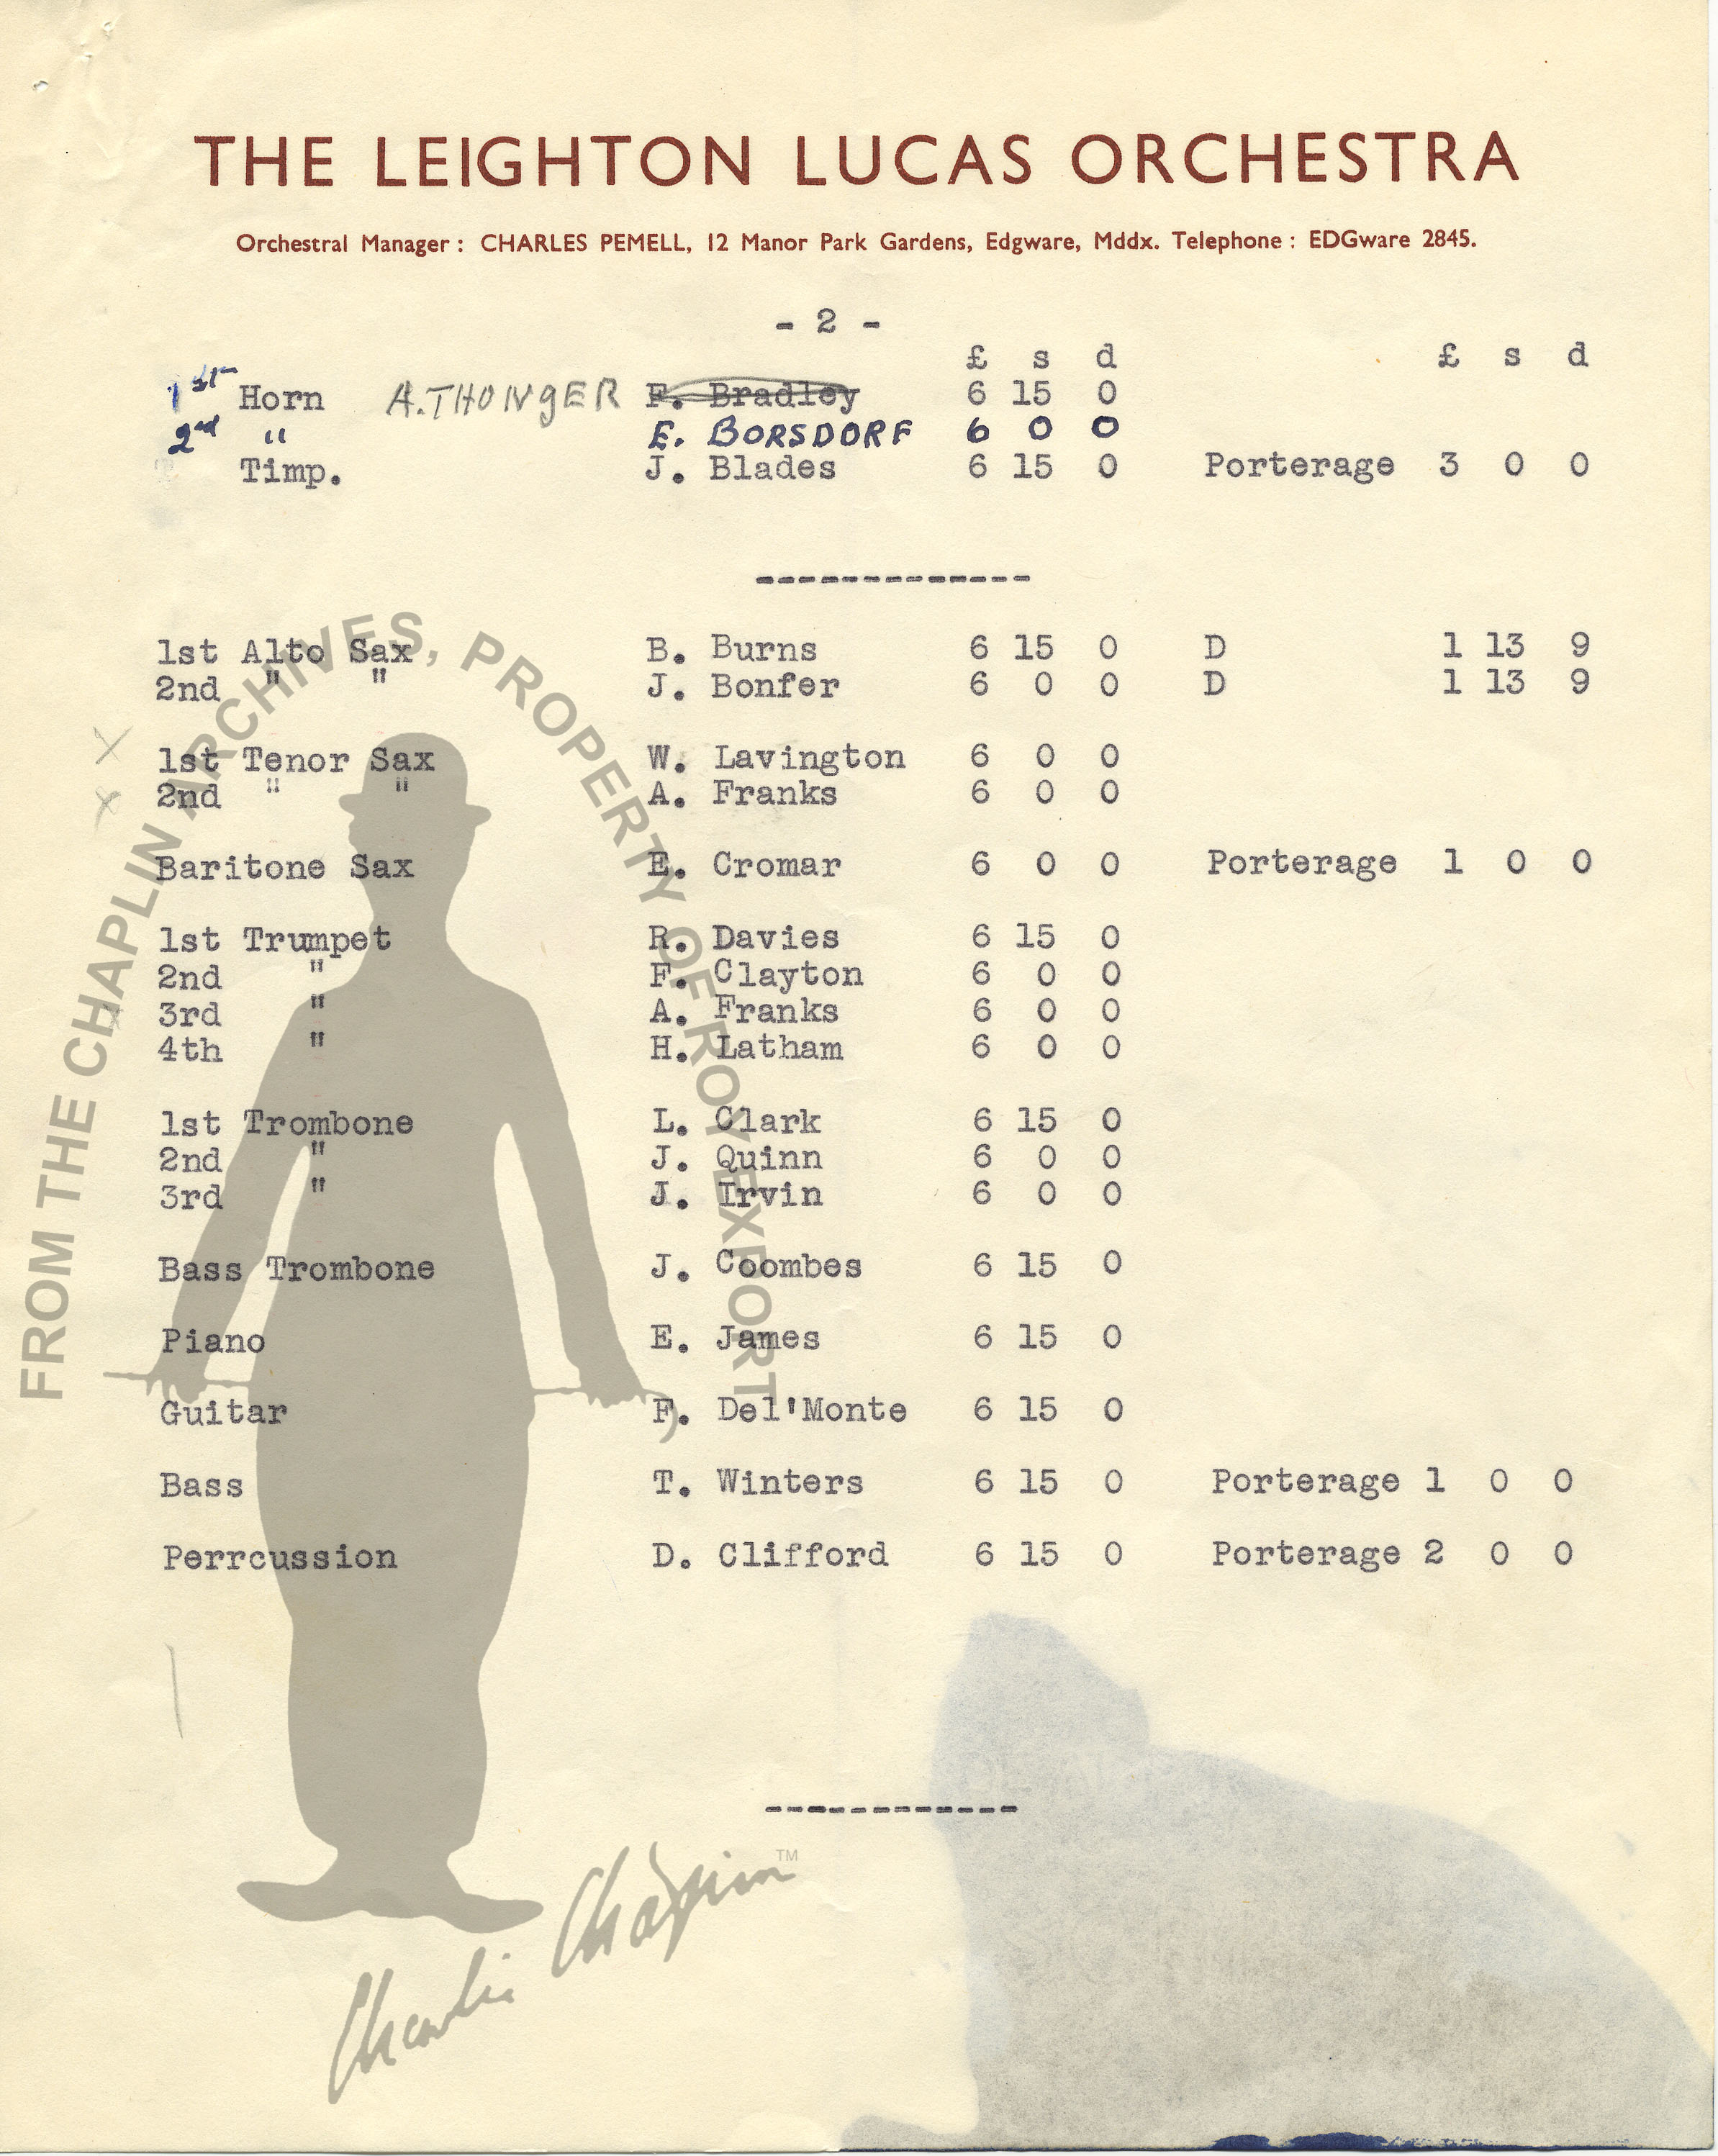 THE LEIGHTON LUCAS ORCHESTRA
Orchestral Manager : CHARLES PEMELL, 12 Manor Park Gardens, Edgware, Mddx. Telephone : EDGware 2845.
- 2 -
£ s d £ s d
1st Horn A.THONGER F. Bradley 6 15 0
2nd " E. BORSDORF 6 0 0
Timp. J. Blades 6 15 0 Porterage 3 0 0
-------------
1st Alto Sax B. Burns 6 15 0 D 1 13 9
2nd " " J. Bonfer 6 0 0 D 1 13 9
x 1st Tenor Sax W. Lavington 6 0 0
x 2nd " " A. Franks 6 0 0
Baritone Sax E. Cromar 6 0 0 Porterage 1 0 0
1st Trumpet R. Davies 6 15 0
2nd " F. Clayton 6 0 0
3rd " A. Franks 6 0 0
4th " H. Latham 6 0 0
1st Trombone L. Clark 6 15 0
2nd " J. Quinn 6 0 0
3rd " J. Irvin 6 0 0
Bass Trombone J. Coombes 6 15 0
Piano E. James 6 15 0
Guitar F. Del'Monte 6 15 0
Bass T. Winters 6 15 0 Porterage 1 0 0
Perrcussion D. Clifford 6 15 0 Porterage 2 0 0
------------
FROM THE CHAPLIN ARCHIVES, PROPERTY OF ROY EXPORT
Charlie Chaplin TM